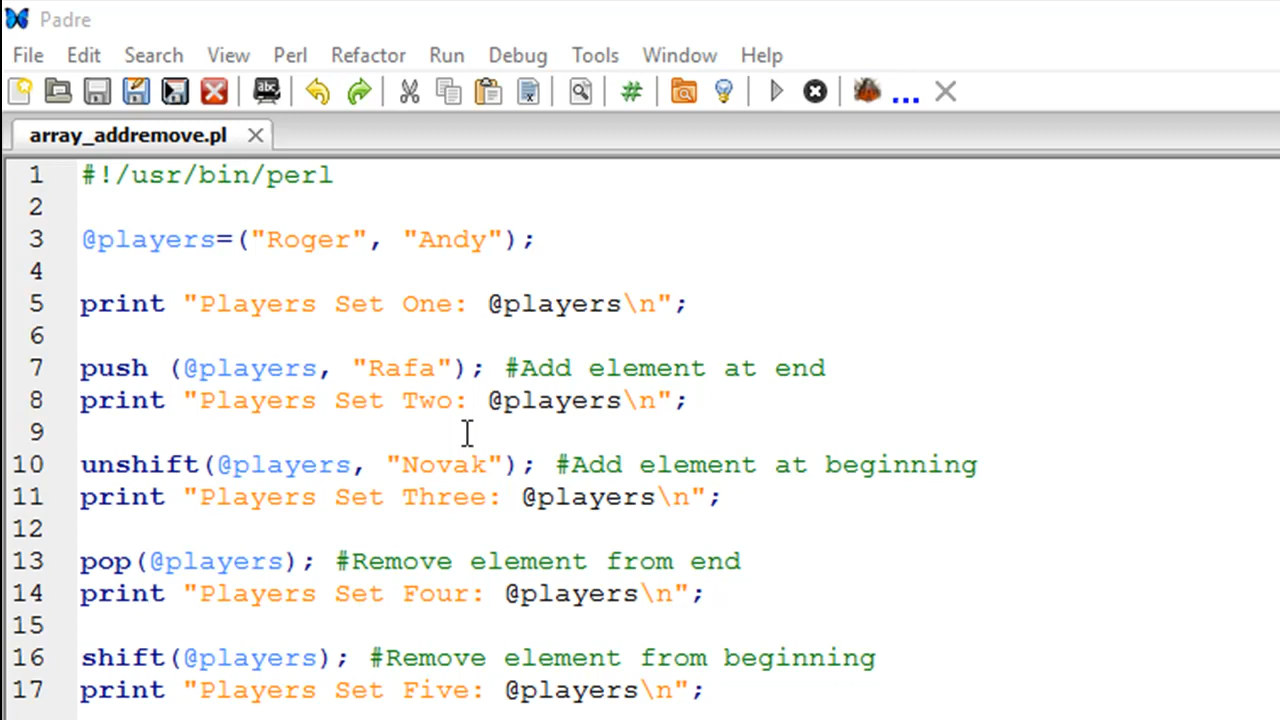 Padre
File Edit Search View Perl Refactor Run Debug Tools Window Help
abc # ...
array_addremove.pl
1 #!/usr/bin/perl
2
3 @players=("Roger", "Andy");
4
5 print "Players Set One: @players\n";
6
7 push (@players, "Rafa"); #Add element at end
8 print "Players Set Two: @players\n";
9
10 unshift(@players, "Novak"); #Add element at beginning
11 print "Players Set Three: @players\n";
12
13 pop(@players); #Remove element from end
14 print "Players Set Four: @players\n";
15
16 shift(@players); #Remove element from beginning
17 print "Players Set Five: @players\n";